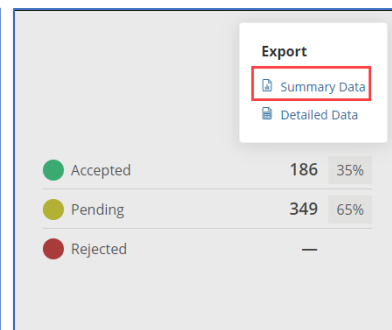 Export
Summary Data
Detailed Data
Accepted 186 35%
Pending 349 65%
Rejected —